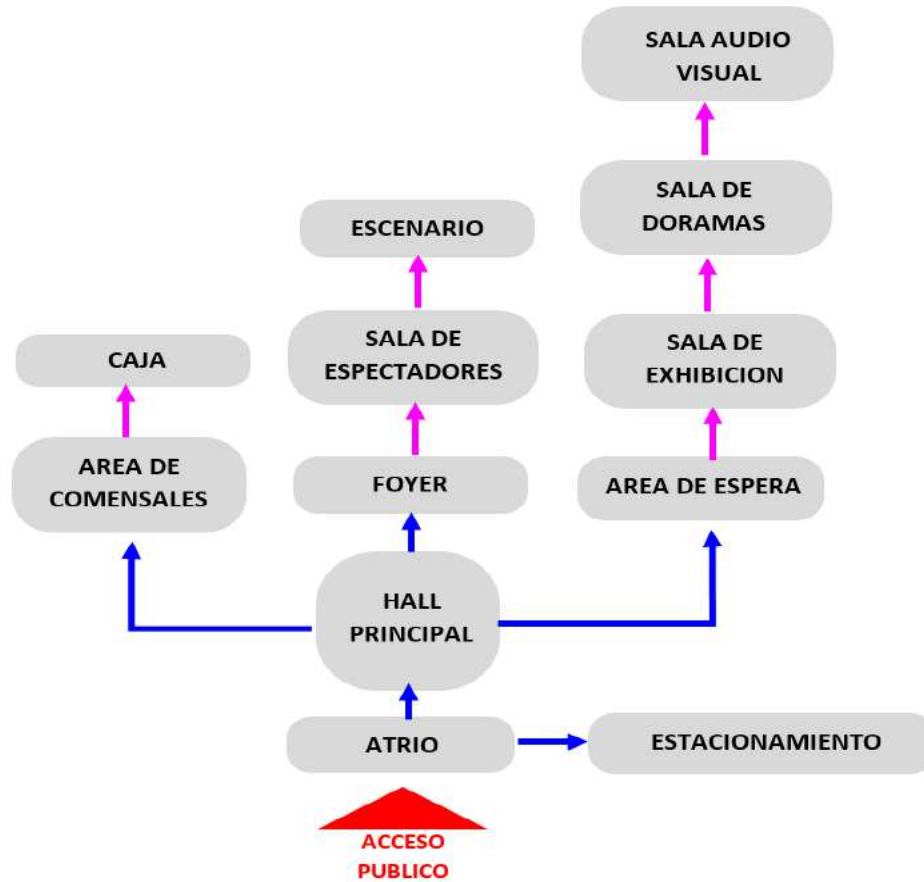 SALA AUDIO
VISUAL
SALA DE
DORAMAS
ESCENARIO
SALA DE
ESPECTADORES
SALA DE
EXHIBICION
CAJA
AREA DE
COMENSALES
FOYER
AREA DE ESPERA
HALL
PRINCIPAL
ATRIO
ESTACIONAMIENTO
ACCESO
PUBLICO